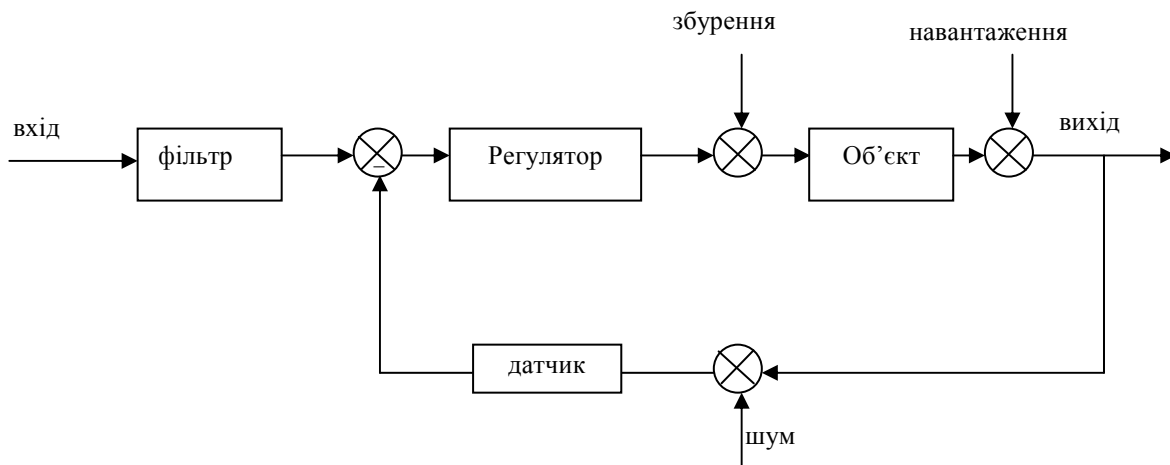 збурення
навантаження
вхід
вихід
фільтр
Регулятор
Об’єкт
–
датчик
шум